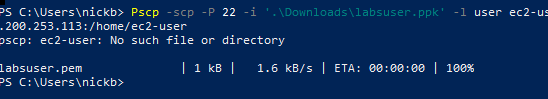 PS C:\Users\nickb> Pscp -scp -P 22 -i '.\Downloads\labsuser.ppk' -l user ec2-u
.200.253.113:/home/ec2-user
pscp: ec2-user: No such file or directory
labsuser.pem | 1 kB | 1.6 kB/s | ETA: 00:00:00 | 100%
PS C:\Users\nickb>